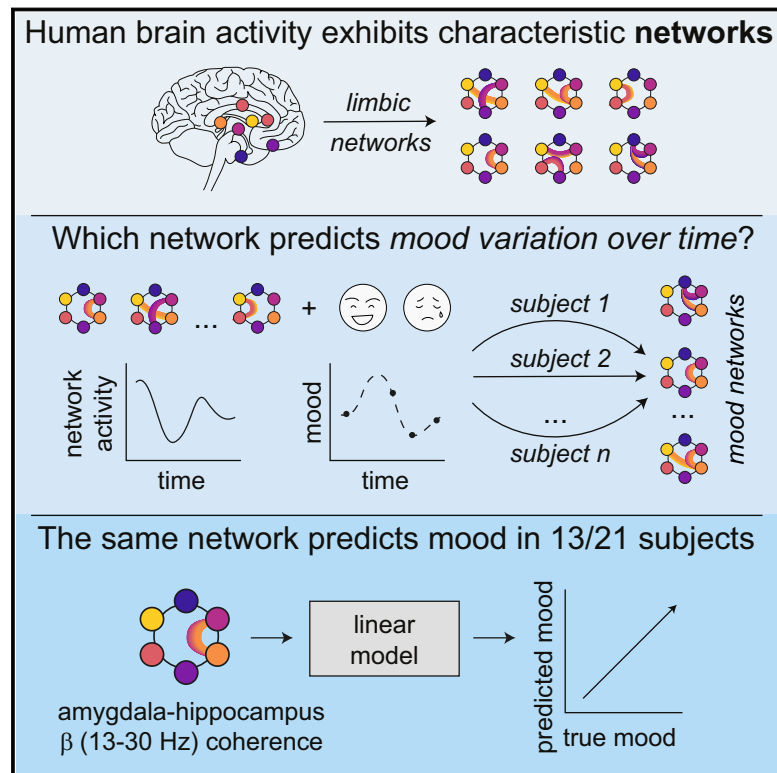 Human brain activity exhibits characteristic networks
limbic
networks
Which network predicts mood variation over time?
... +
subject 1
subject 2
...
subject n
...
mood networks
network
activity
time
mood
time
The same network predicts mood in 13/21 subjects
linear
model
amygdala-hippocampus
β (13-30 Hz) coherence
predicted mood
true mood